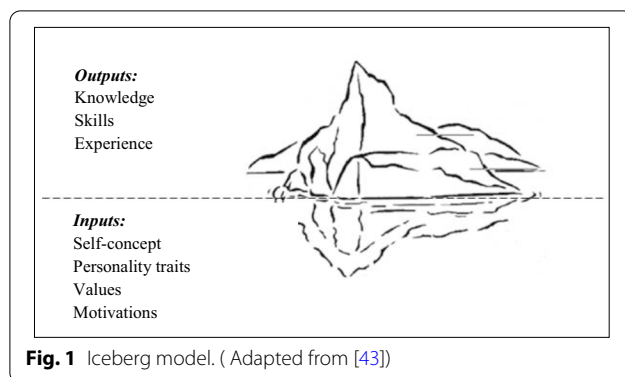 Outputs:
Knowledge
Skills
Experience
Inputs:
Self-concept
Personality traits
Values
Motivations
Fig. 1 Iceberg model. ( Adapted from [43])